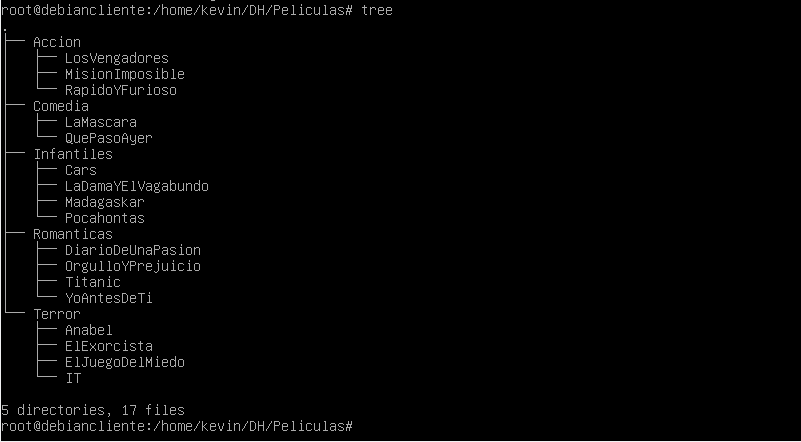 root@debiancliente:/home/kevin/DH/Peliculas# tree
.
├── Accion
│   ├── LosVengadores
│   ├── MisionImposible
│   └── RapidoYFurioso
├── Comedia
│   ├── LaMascara
│   └── QuePasoAyer
├── Infantiles
│   ├── Cars
│   ├── LaDamaYElVagabundo
│   ├── Madagaskar
│   └── Pocahontas
├── Romanticas
│   ├── DiarioDeUnaPasion
│   ├── OrgulloYPrejuicio
│   ├── Titanic
│   └── YoAntesDeTi
└── Terror
    ├── Anabel
    ├── ElExorcista
    ├── ElJuegoDelMiedo
    └── IT

5 directories, 17 files
root@debiancliente:/home/kevin/DH/Peliculas#